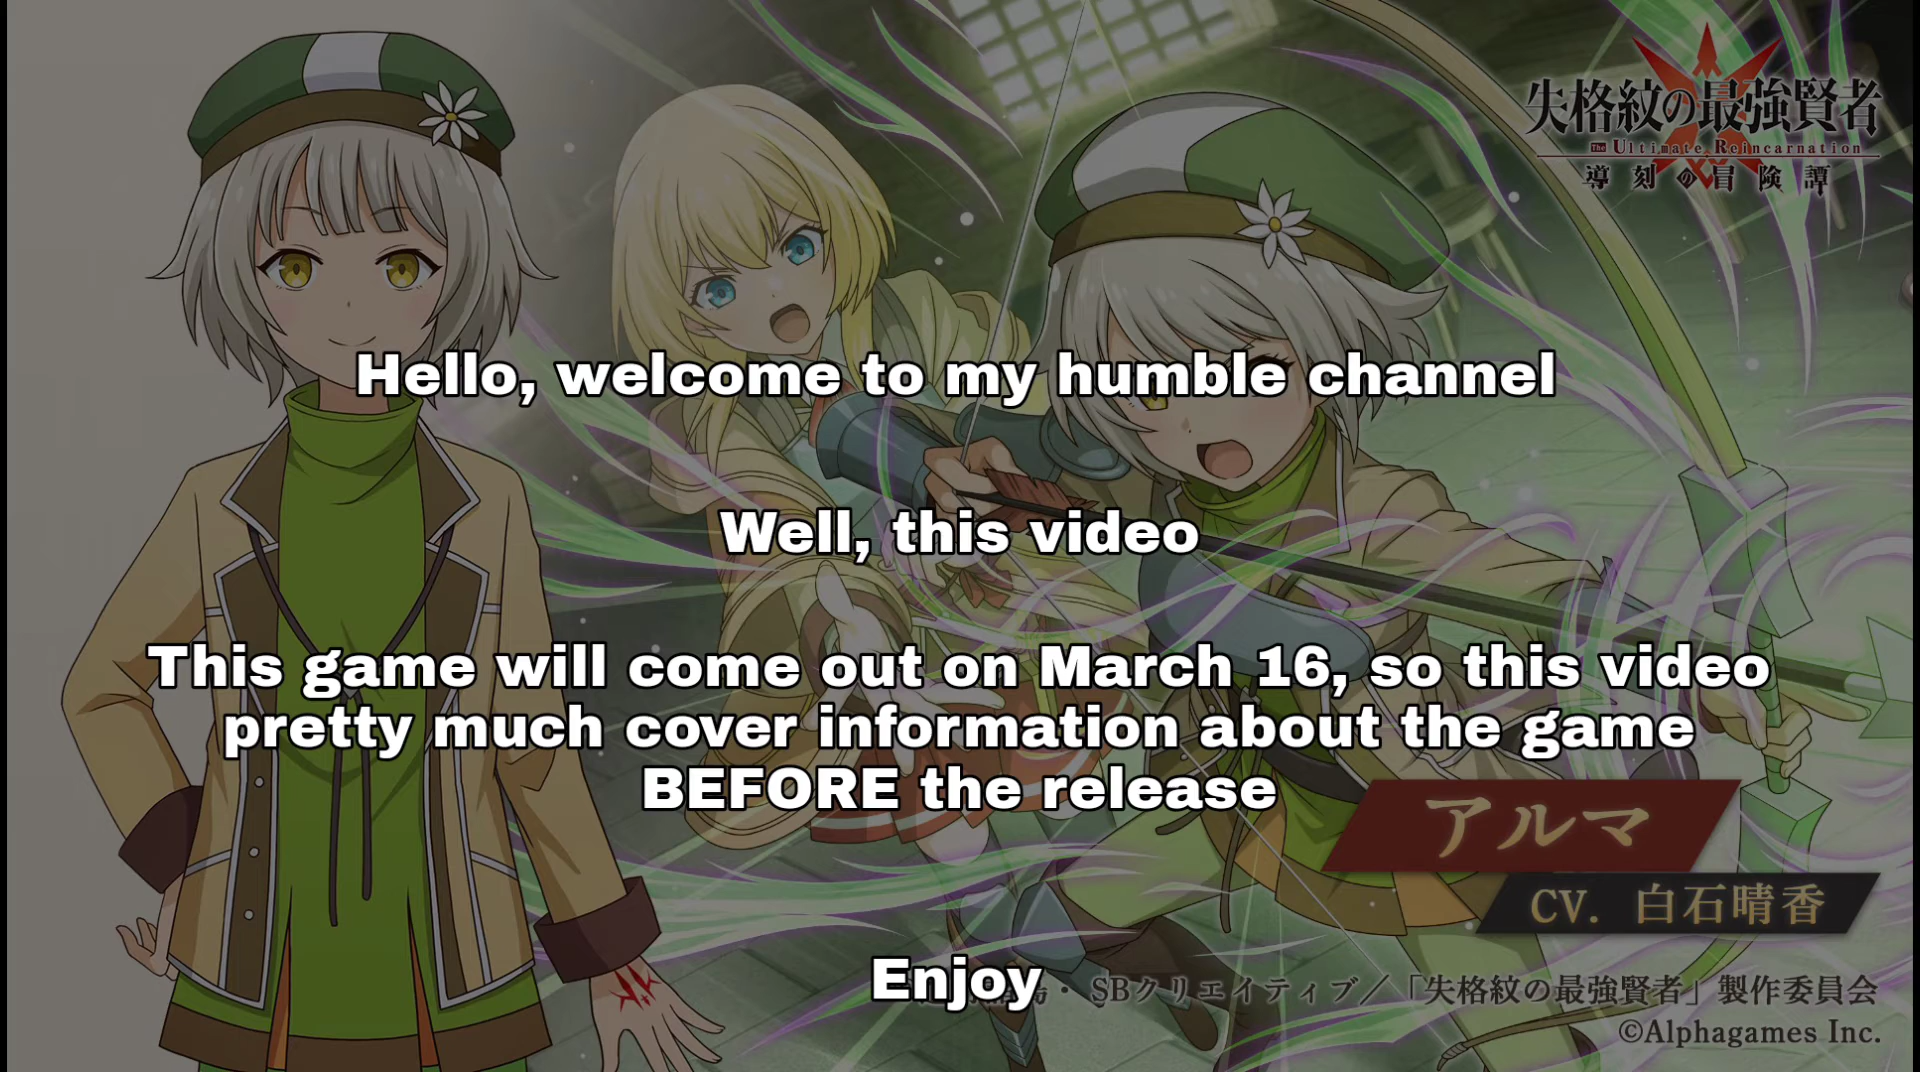 失格紋の最強賢者
The Ultimate Reincarnation
導刻の冒険譚
Hello, welcome to my humble channel
Well, this video
This game will come out on March 16, so this video
pretty much cover information about the game
BEFORE the release
アルマ
CV. 白石晴香
Enjoy
・SBクリエイティブ／「失格紋の最強賢者」製作委員会
©Alphagames Inc.